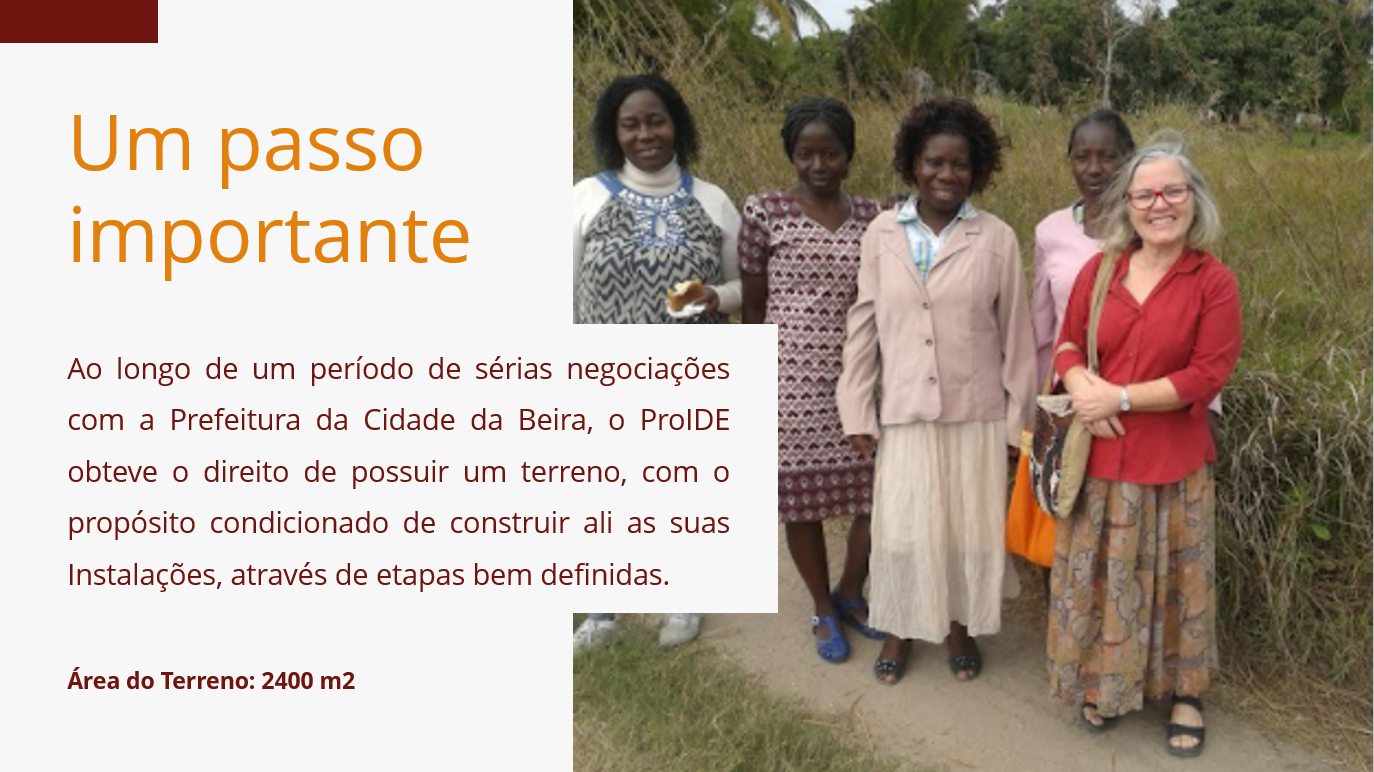 Um passo
importante
Ao longo de um período de sérias negociações
com a Prefeitura da Cidade da Beira, o ProIDE
obteve o direito de possuir um terreno, com o
propósito condicionado de construir ali as suas
Instalações, através de etapas bem definidas.
Área do Terreno: 2400 m2